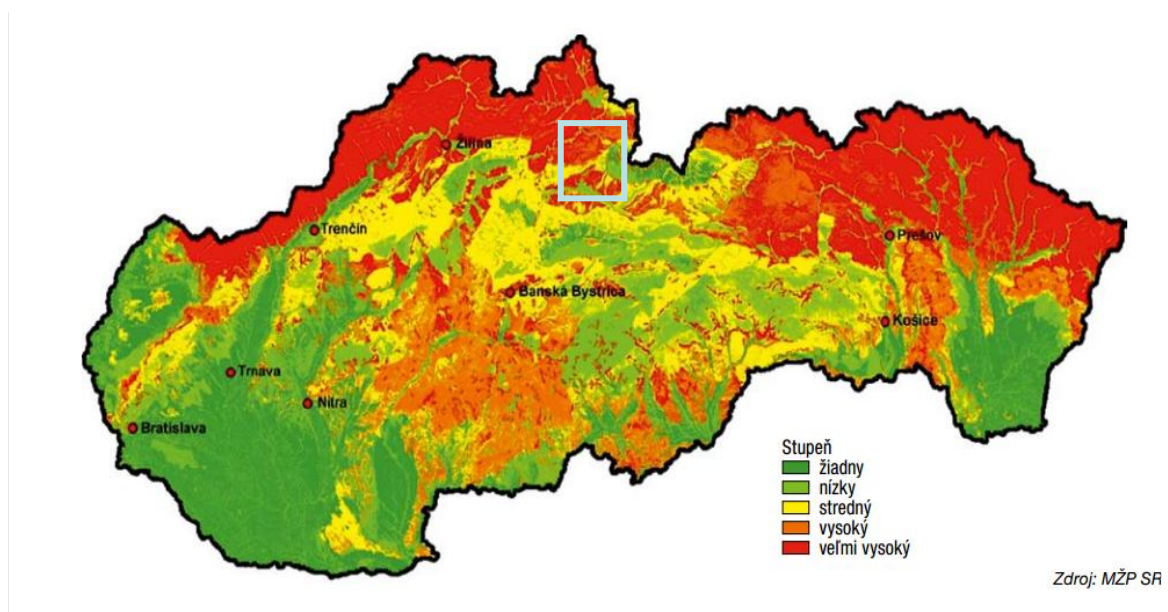 Žilina
Trenčín
Prešov
Banská Bystrica
Košice
Trnava
Nitra
Bratislava
Stupeň
žiadny
nízky
stredný
vysoký
veľmi vysoký
Zdroj: MŽP SR